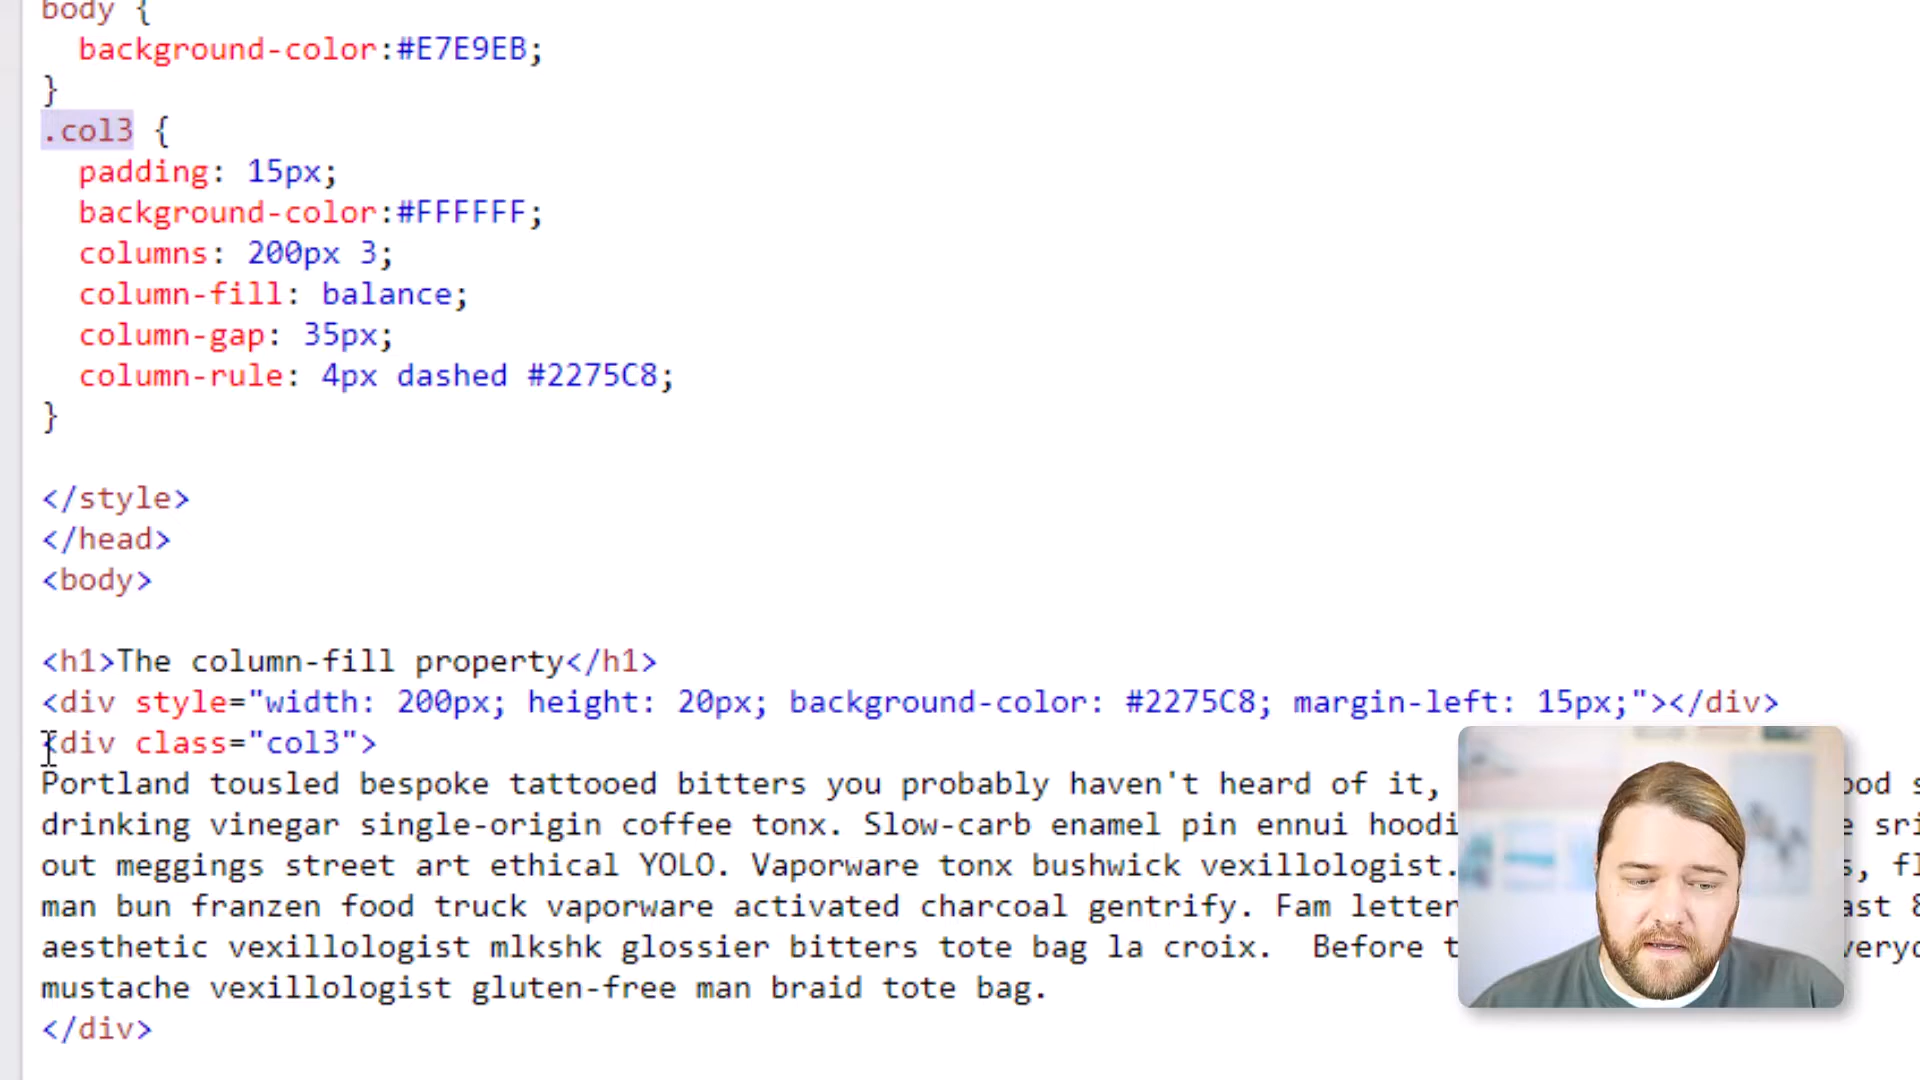 body {
background-color:#E7E9EB;
}
.col3 {
padding: 15px;
background-color:#FFFFFF;
columns: 200px 3;
column-fill: balance;
column-gap: 35px;
column-rule: 4px dashed #2275C8;
}
</style>
</head>
<body>
<h1>The column-fill property</h1>
<div style="width: 200px; height: 20px; background-color: #2275C8; margin-left: 15px;"></div>
<div class="col3">
Portland tousled bespoke tattooed bitters you probably haven't heard of it,
drinking vinegar single-origin coffee tonx. Slow-carb enamel pin ennui
out meggings street art ethical YOLO. Vaporware tonx bushwick vexillologist.
man bun franzen food truck vaporware activated charcoal gentrify. Fam
aesthetic vexillologist mlkshk glossier bitters tote bag la croix.  Before
mustache vexillologist gluten-free man braid tote bag.
</div>